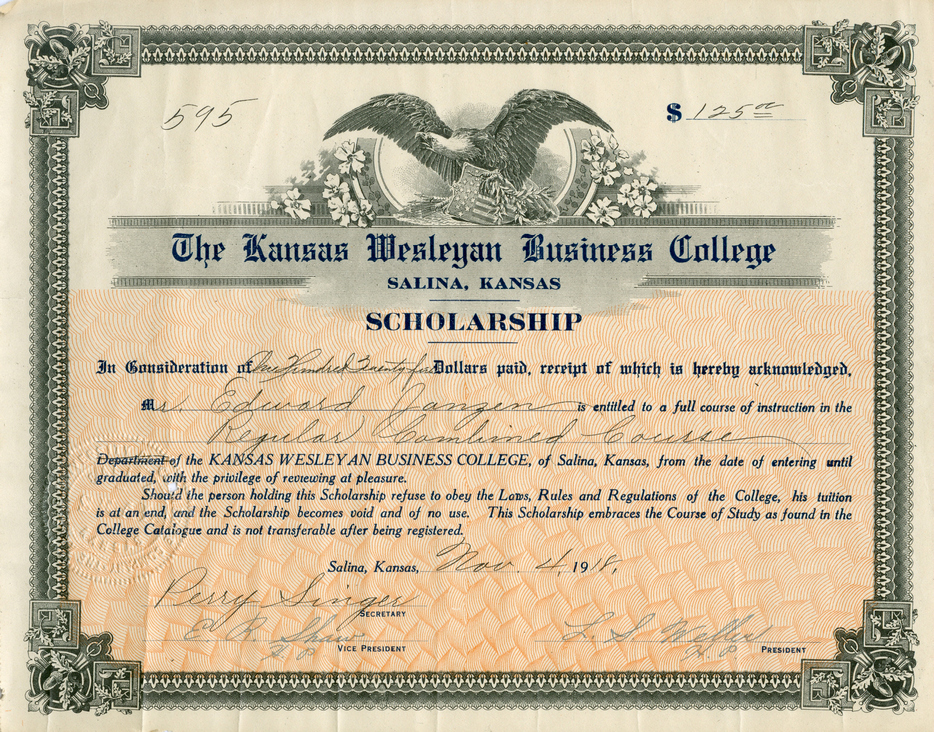 595
$ 125 00
The Kansas Wesleyan Business College
SALINA, KANSAS
SCHOLARSHIP
In Consideration of One Hundred Twenty five Dollars paid, receipt of which is hereby acknowledged,
Mr. Edward Janzen is entitled to a full course of instruction in the
Regular Combined Course
Department of the KANSAS WESLEYAN BUSINESS COLLEGE, of Salina, Kansas, from the date of entering until
graduated, with the privilege of reviewing at pleasure.
Should the person holding this Scholarship refuse to obey the Laws, Rules and Regulations of the College, his tuition
is at an end, and the Scholarship becomes void and of no use. This Scholarship embraces the Course of Study as found in the
College Catalogue and is not transferable after being registered.
Salina, Kansas, Nov. 4, 1918,
Perry Singer
SECRETARY
E. R. Shaw
VICE PRESIDENT
L. S. Weller
PRESIDENT